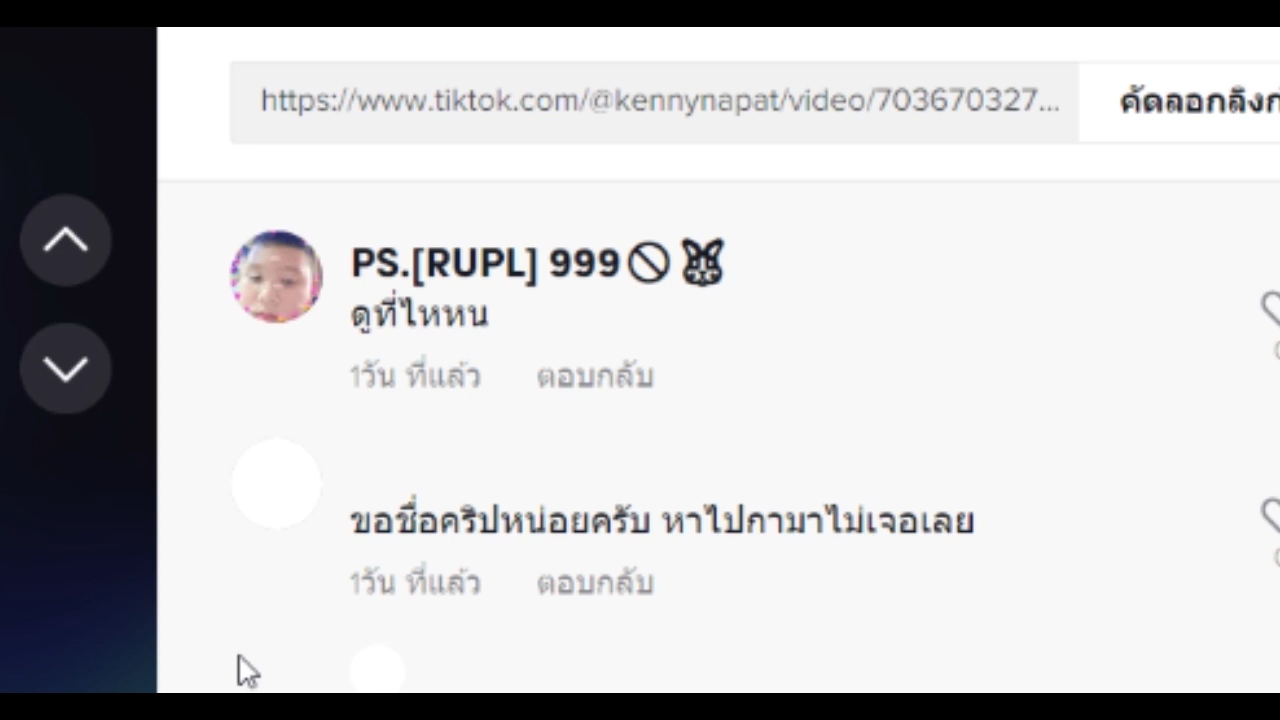 https://www.tiktok.com/@kennynapat/video/703670327...
คัดลอกลิงก์
PS.[RUPL] 999🚫🐰
ดูที่ไหหน
1วัน ที่แล้ว ตอบกลับ
ขอชื่อคริปหน่อยครับ หาไปกามาไม่เจอเลย
1วัน ที่แล้ว ตอบกลับ